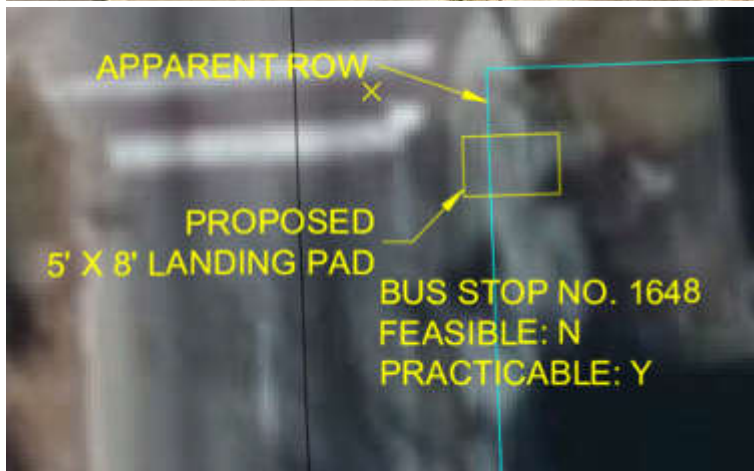 APPARENT ROW
PROPOSED
5' X 8' LANDING PAD
BUS STOP NO. 1648
FEASIBLE: N
PRACTICABLE: Y